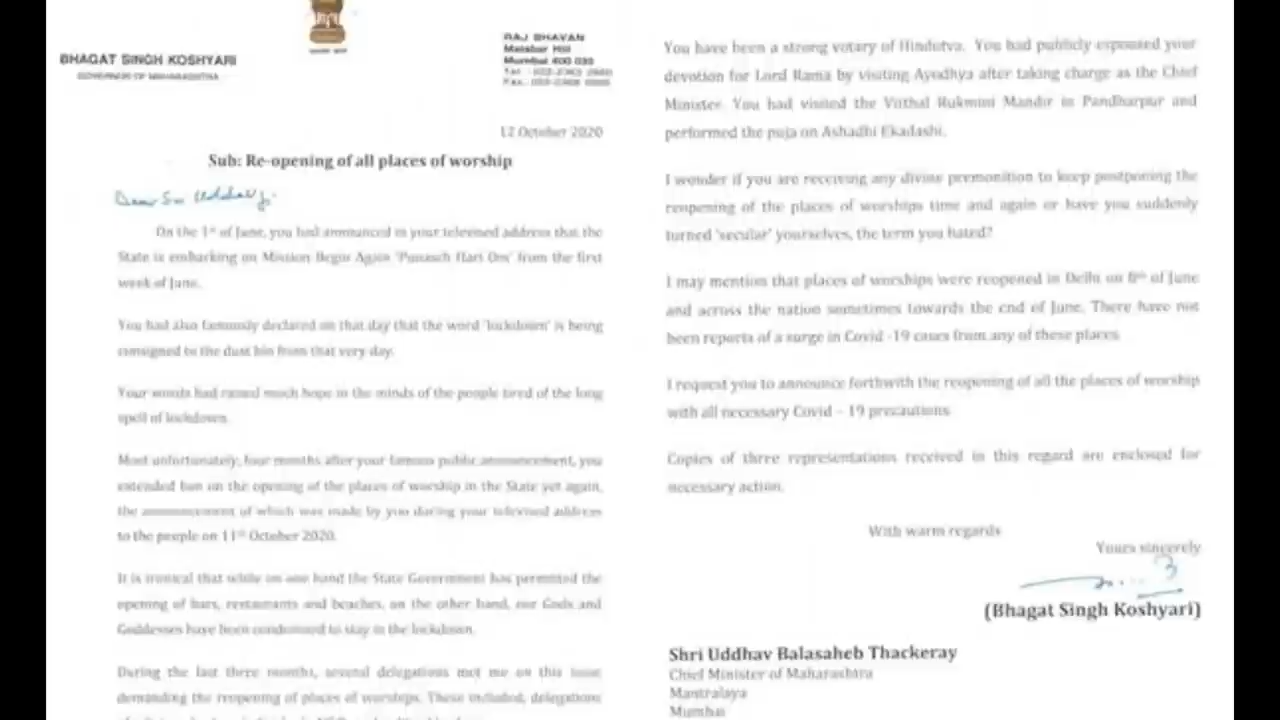 BHAGAT SINGH KOSHYARI
GOVERNOR OF MAHARASHTRA
RAJ BHAVAN
Malabar Hill
Mumbai 400 035
Tel
Fax
12 October 2020
Sub: Re-opening of all places of worship
Dear Sri Uddhav ji
On the 1st of June, you had announced in your televised address that the
State is embarking on Mission Begin Again 'Punasch Hari Om' from the first
week of June.
You had also famously declared on that day that the word 'lockdown' is being
consigned to the dust bin from that very day.
Your words had raised much hope in the minds of the people tired of the long
spell of lockdown.
Most unfortunately, four months after your famous public announcement, you
extended ban on the opening of the places of worship in the State yet again,
the announcement of which was made by you during your televised address
to the people on 11th October 2020.
It is ironical that while on one hand the State Government has permitted the
opening of bars, restaurants and beaches, on the other hand, our Gods and
Goddesses have been condemned to stay in the lockdown.
During the last three months, several delegations met me on this issue
demanding the reopening of places of worships. These included, delegations
You have been a strong votary of Hindutva. You had publicly espoused your
devotion for Lord Rama by visiting Ayodhya after taking charge as the Chief
Minister. You had visited the Vitthal Rukmini Mandir in Pandharpur and
performed the puja on Ashadhi Ekadashi.
I wonder if you are receiving any divine premonition to keep postponing the
reopening of the places of worships time and again or have you suddenly
turned 'secular' yourselves, the term you hated?
I may mention that places of worships were reopened in Delhi on 8th of June
and across the nation sometimes towards the end of June. There have not
been reports of a surge in Covid -19 cases from any of these places.
I request you to announce forthwith the reopening of all the places of worship
with all necessary Covid - 19 precautions.
Copies of three representations received in this regard are enclosed for
necessary action.
With warm regards
Yours sincerely
(Bhagat Singh Koshyari)
Shri Uddhav Balasaheb Thackeray
Chief Minister of Maharashtra
Mantralaya
Mumbai